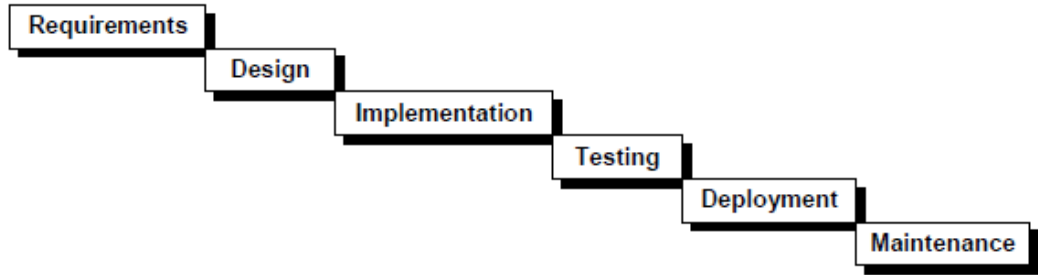 Requirements
Design
Implementation
Testing
Deployment
Maintenance